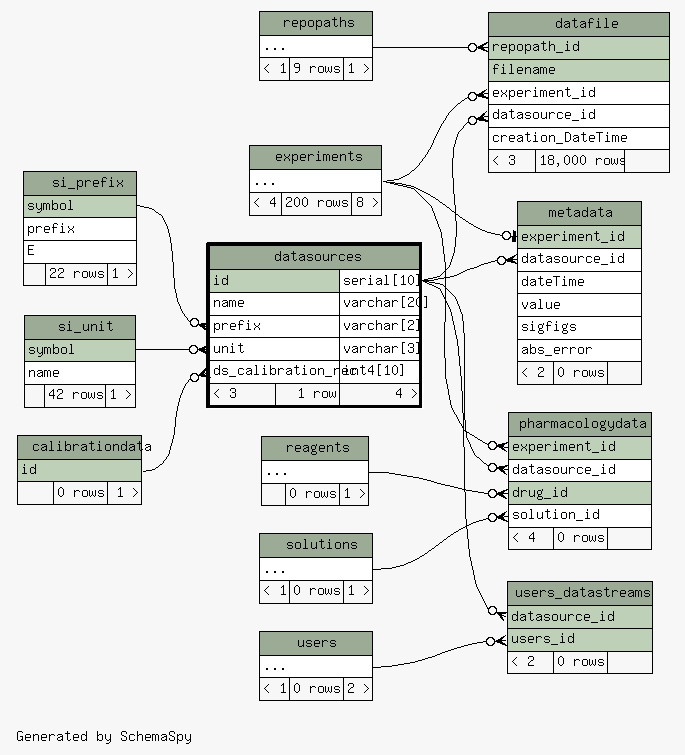 repopaths
...
< 1 9 rows 1 >
datafile
repopath_id
filename
experiment_id
datasource_id
creation_DateTime
< 3 18,000 rows
experiments
...
< 4 200 rows 8 >
si_prefix
symbol
prefix
E
22 rows 1 >
metadata
experiment_id
datasource_id
dateTime
value
sigfigs
abs_error
< 2 0 rows
datasources
id serial[10]
name varchar[20]
prefix varchar[2]
unit varchar[3]
ds_calibration_rec int4[10]
< 3 1 row 4 >
si_unit
symbol
name
42 rows 1 >
calibrationdata
id
0 rows 1 >
pharmacologydata
experiment_id
datasource_id
drug_id
solution_id
< 4 0 rows
reagents
...
0 rows 1 >
solutions
...
< 1 0 rows 1 >
users_datastreams
datasource_id
users_id
< 2 0 rows
users
...
< 1 0 rows 2 >
Generated by SchemaSpy